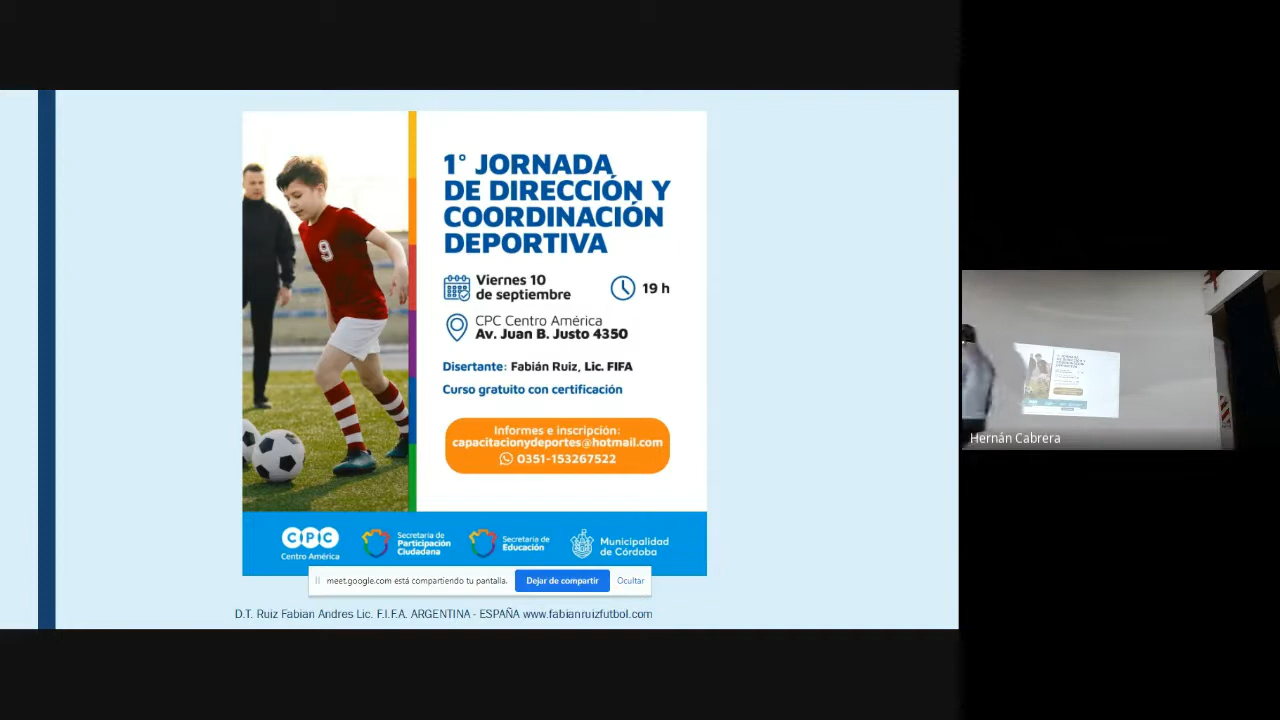 1° JORNADA
DE DIRECCIÓN Y
COORDINACIÓN
DEPORTIVA
Viernes 10
de septiembre
19 h
CPC Centro América
Av. Juan B. Justo 4350
Disertante: Fabián Ruiz, Lic. FIFA
Curso gratuito con certificación
Informes e inscripción:
capacitacionydeportes@hotmail.com
0351-153267522
9
CPC
Centro América
Secretaría de
Participación
Ciudadana
Secretaría de
Educación
Municipalidad
de Córdoba
meet.google.com está compartiendo tu pantalla.
Dejar de compartir
Ocultar
D.T. Ruiz Fabian Andres Lic. F.I.F.A. ARGENTINA - ESPAÑA www.fabianruizfutbol.com
Hernán Cabrera